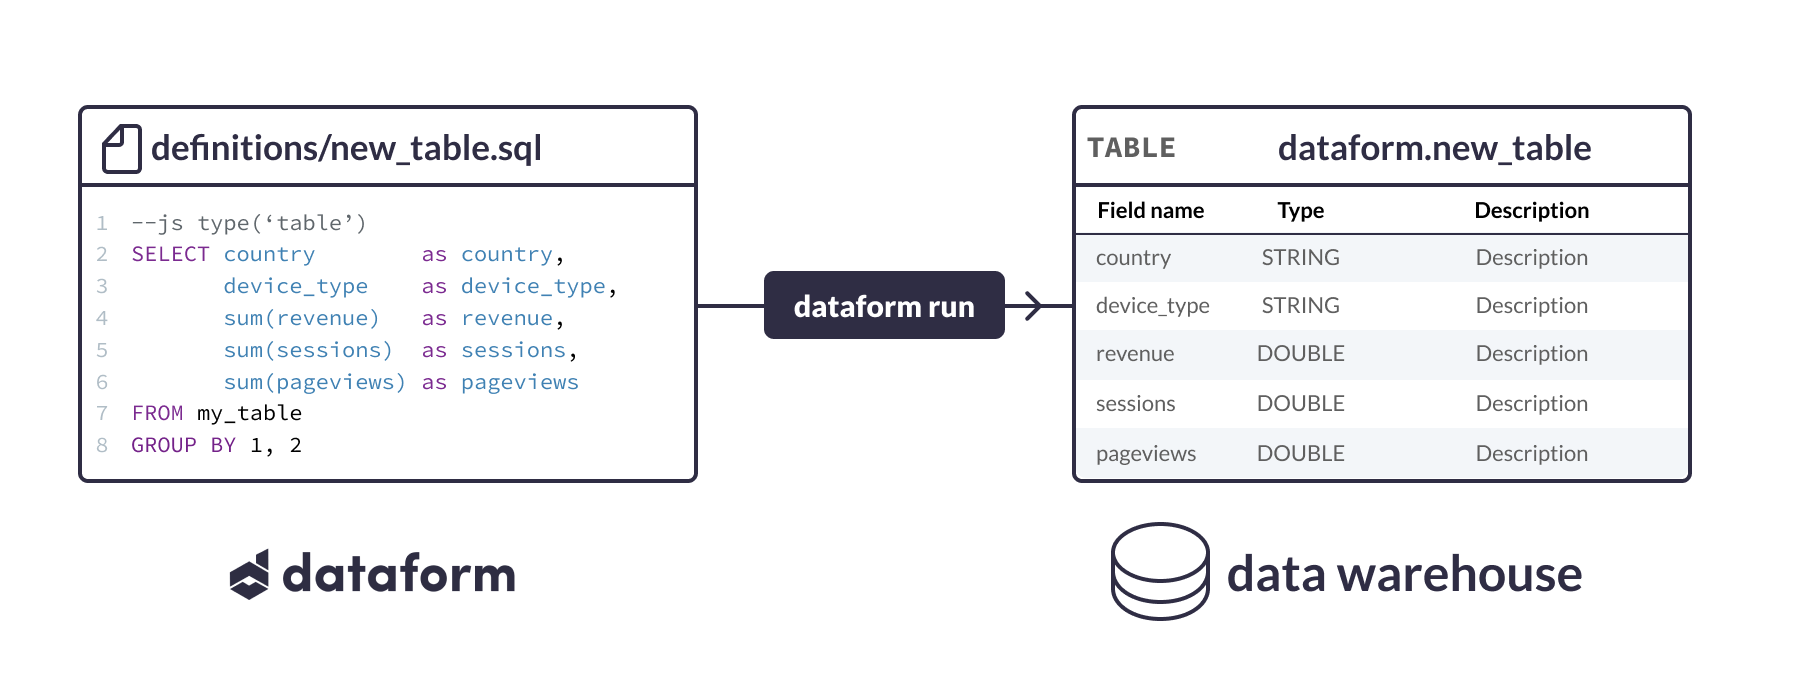 definitions/new_table.sql
1 --js type(‘table’)
2 SELECT country as country,
3 device_type as device_type,
4 sum(revenue) as revenue,
5 sum(sessions) as sessions,
6 sum(pageviews) as pageviews
7 FROM my_table
8 GROUP BY 1, 2
dataform run
TABLE dataform.new_table
Field name Type Description
country STRING Description
device_type STRING Description
revenue DOUBLE Description
sessions DOUBLE Description
pageviews DOUBLE Description
dataform
data warehouse